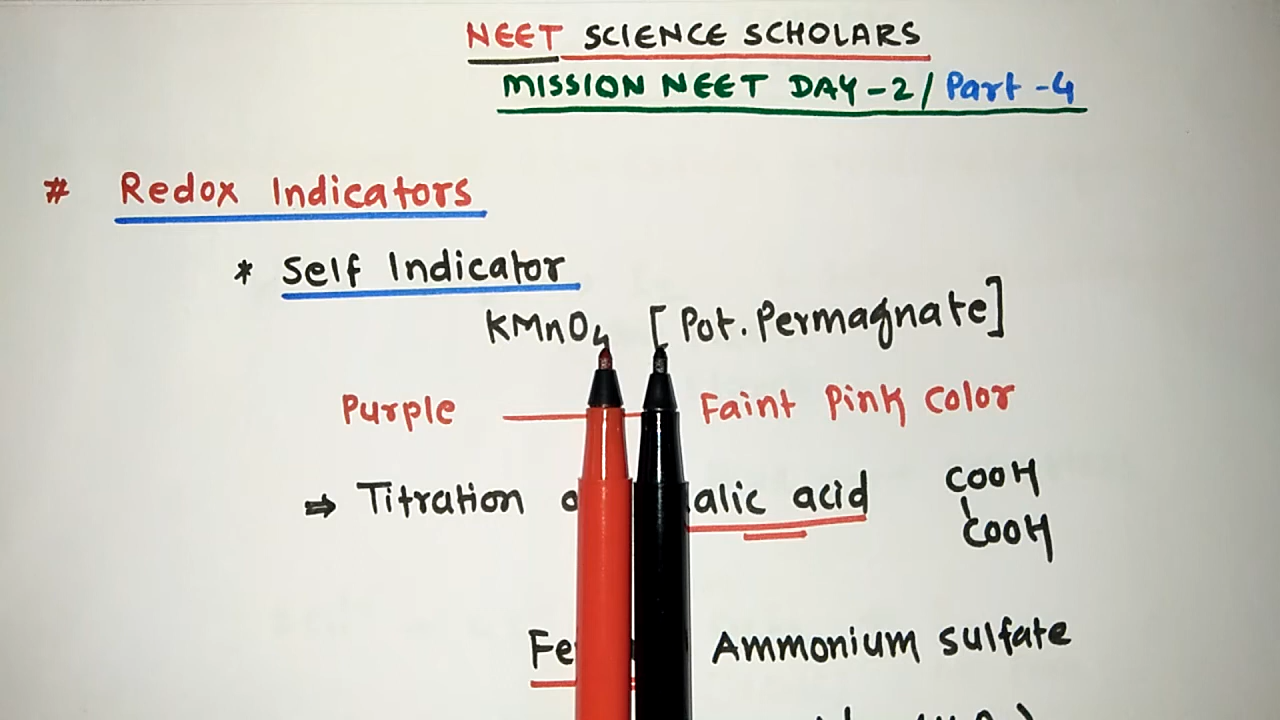 NEET SCIENCE SCHOLARS
MISSION NEET DAY-2/ Part -4
# Redox Indicators
* Self Indicator
KMnO4 [Pot. Permagnate]
Purple — Faint Pink color
⇒ Titration alic acid
COOH
COOH
Fe Ammonium sulfate